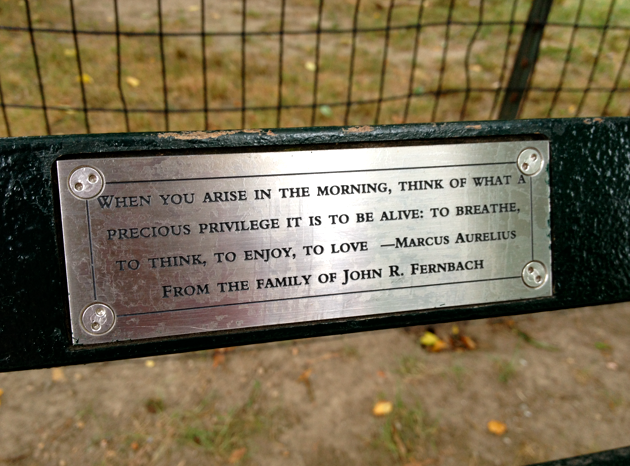 When you arise in the morning, think of what a
precious privilege it is to be alive: to breathe,
to think, to enjoy, to love —Marcus Aurelius
From the family of John R. Fernbach